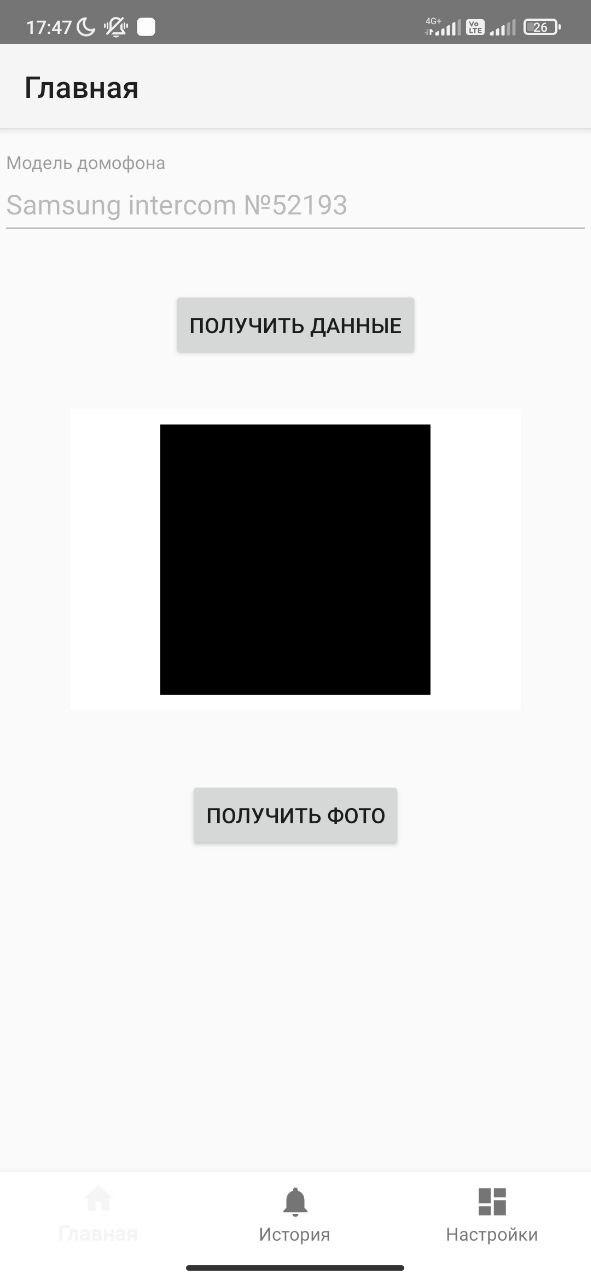 17:47 4G+ Vo LTE 26
Главная
Модель домофона
Samsung intercom №52193
ПОЛУЧИТЬ ДАННЫЕ
ПОЛУЧИТЬ ФОТО
Главная История Настройки